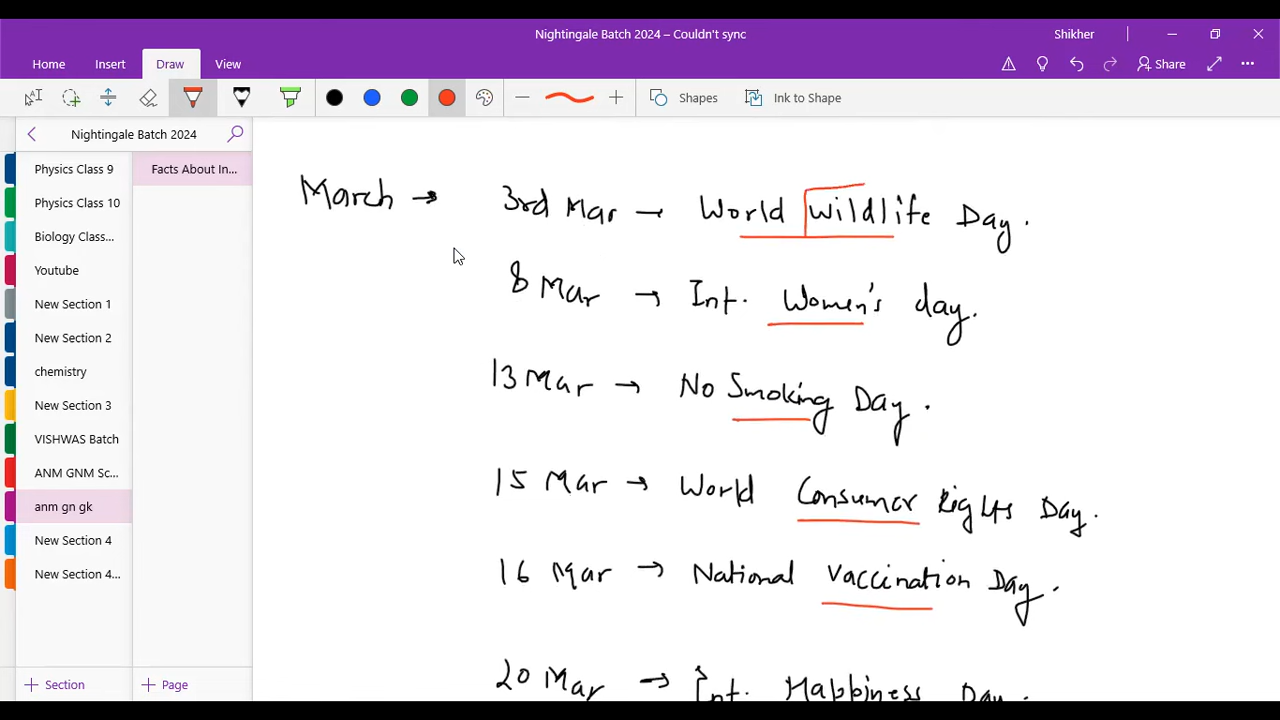 Nightingale Batch 2024 – Couldn't sync
Shikher
Home Insert Draw View
Share
Shapes
Ink to Shape
Nightingale Batch 2024
Physics Class 9
Physics Class 10
Biology Class...
Youtube
New Section 1
New Section 2
chemistry
New Section 3
VISHWAS Batch
ANM GNM Sc...
anm gn gk
New Section 4
New Section 4...
+ Section
Facts About In...
+ Page
March → 3rd Mar → World Wildlife Day.
8 Mar → Int. Women's day.
13 Mar → No Smoking Day.
15 Mar → World Consumer Rights Day.
16 Mar → National Vaccination Day.
20 Mar → Int. Happiness Day.